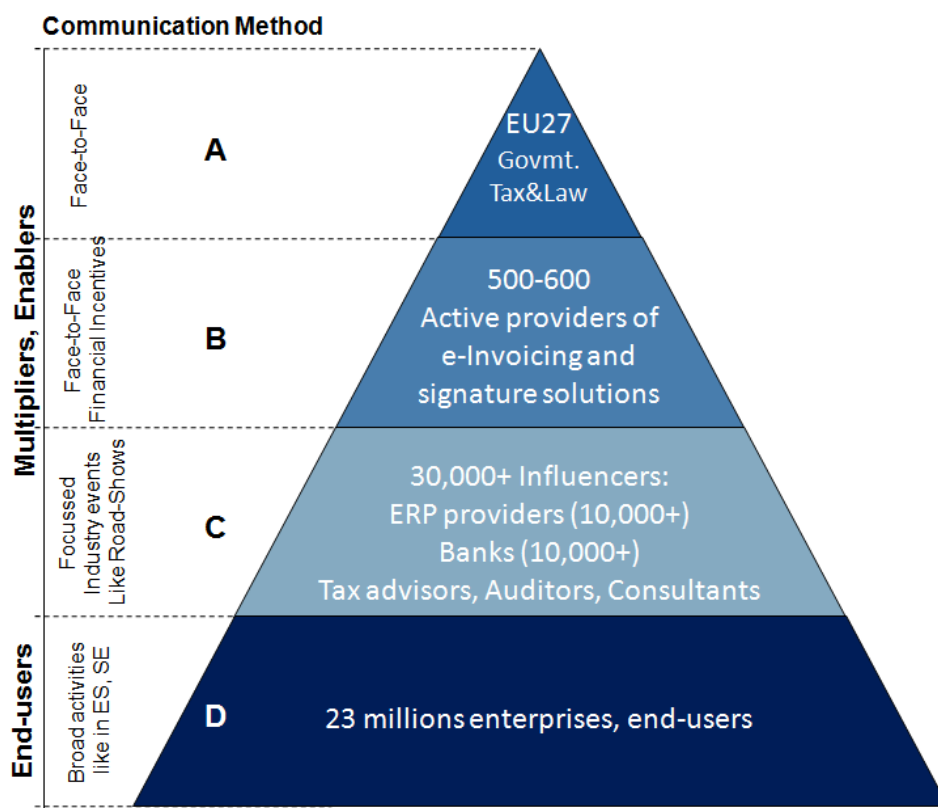 Communication Method
Multipliers, Enablers
Face-to-Face
A
EU27
Govmt.
Tax&Law
Face-to-Face
Financial Incentives
B
500-600
Active providers of
e-Invoicing and
signature solutions
Focussed
Industry events
Like Road-Shows
C
30,000+ Influencers:
ERP providers (10,000+)
Banks (10,000+)
Tax advisors, Auditors, Consultants
End-users
Broad activities
like in ES, SE
D
23 millions enterprises, end-users